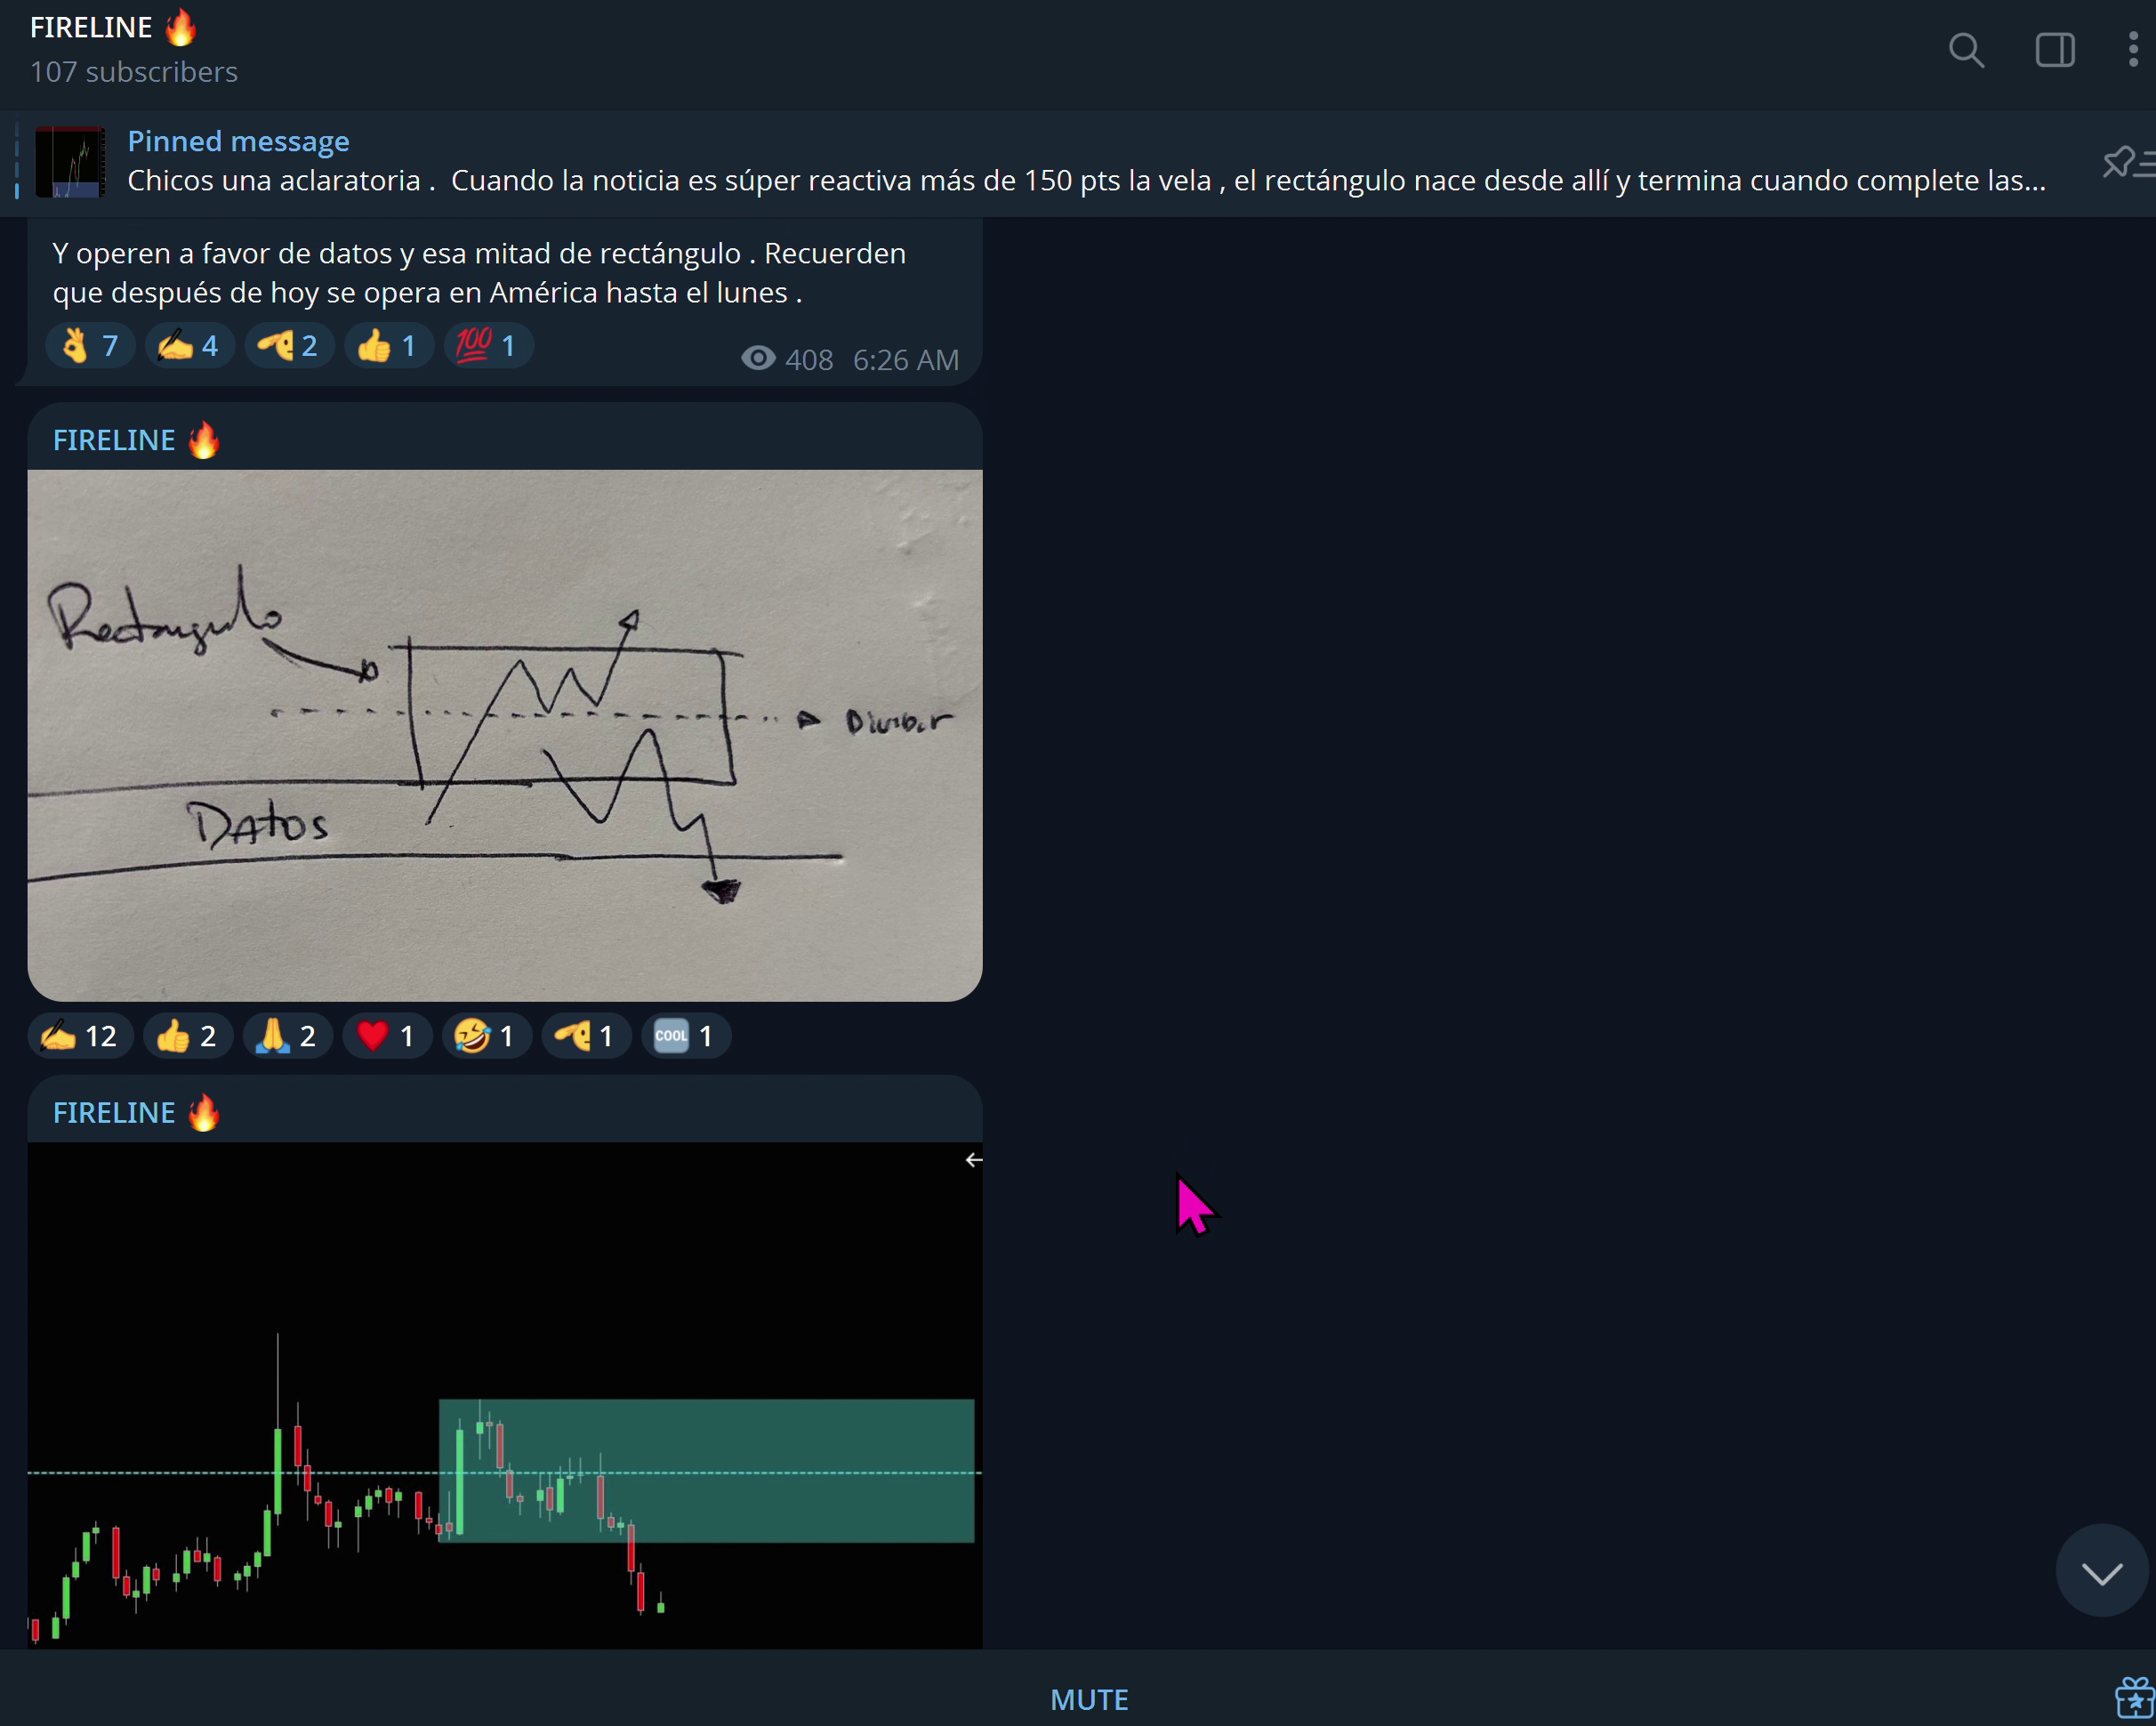 FIRELINE 🔥
107 subscribers
Pinned message
Chicos una aclaratoria .  Cuando la noticia es súper reactiva más de 150 pts la vela , el rectángulo nace desde allí y termina cuando complete las...
Y operen a favor de datos y esa mitad de rectángulo . Recuerden
que después de hoy se opera en América hasta el lunes .
👌 7 ✍️ 4 🫤 2 👍 1 💯 1
408 6:26 AM
FIRELINE 🔥
Rectangulo
Datos
✍️ 12 👍 2 🙏 2 ❤️ 1 🤣 1 1 COOL 1
FIRELINE 🔥
MUTE